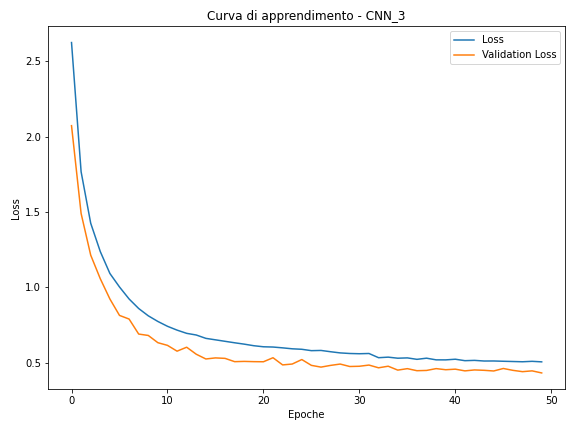 Curva di apprendimento - CNN_3
Loss
Validation Loss
Loss
2.5
2.0
1.5
1.0
0.5
0 10 20 30 40 50
Epoche